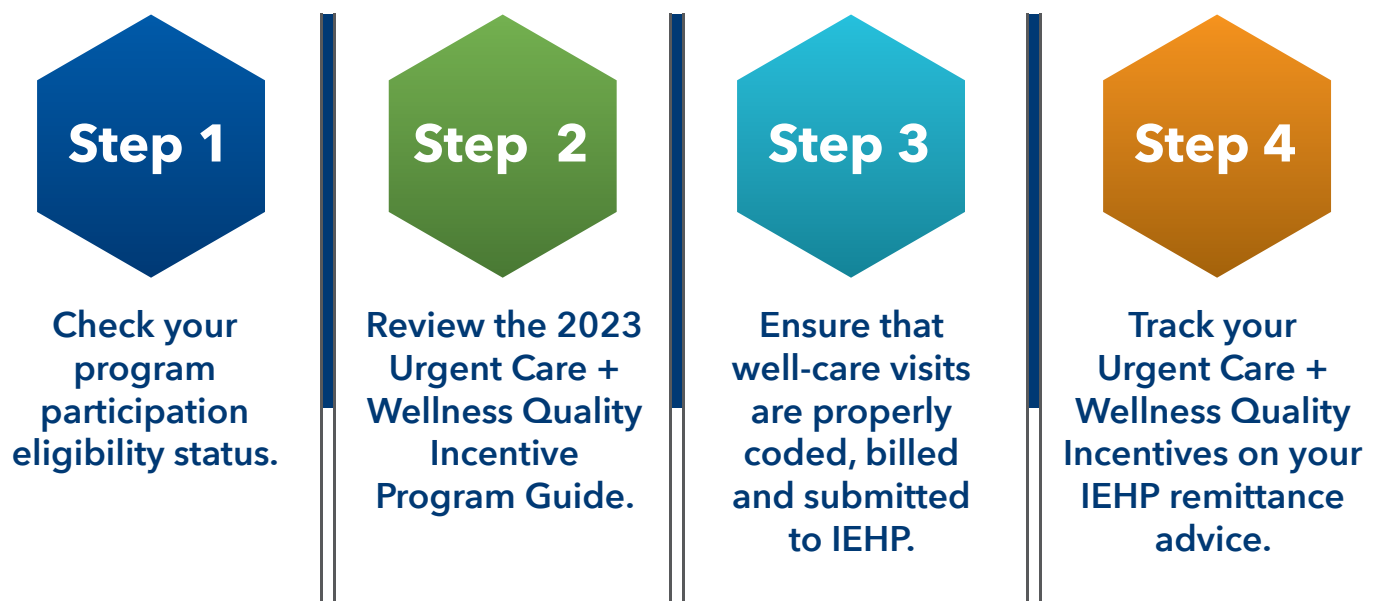 Step 1
Check your
program
participation
eligibility status.
Step 2
Review the 2023
Urgent Care +
Wellness Quality
Incentive
Program Guide.
Step 3
Ensure that
well-care visits
are properly
coded, billed
and submitted
to IEHP.
Step 4
Track your
Urgent Care +
Wellness Quality
Incentives on your
IEHP remittance
advice.